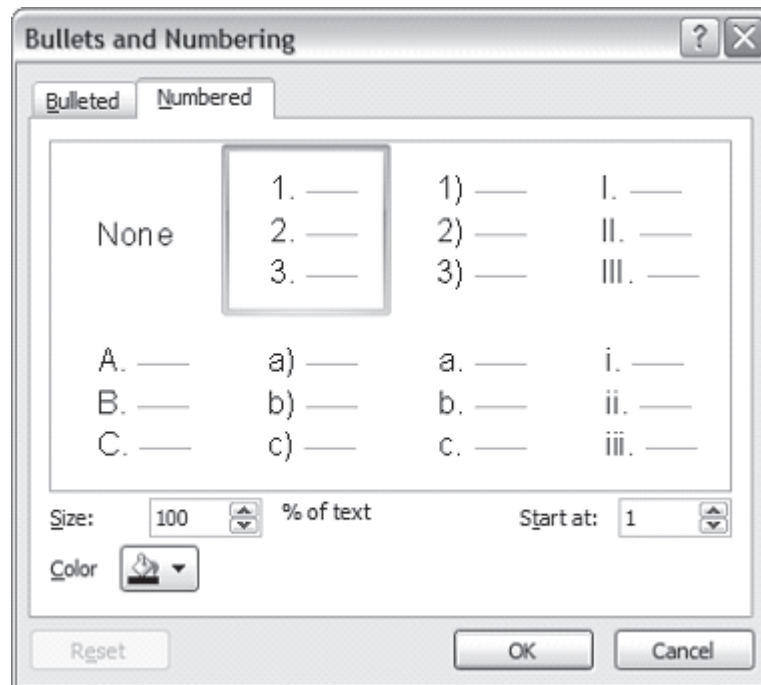 Bullets and Numbering
Bulleted Numbered
None
1.
2.
3.
1)
2)
3)
I.
II.
III.
A.
B.
C.
a)
b)
c)
a.
b.
c.
i.
ii.
iii.
Size: 100 % of text Start at: 1
Color
Reset OK Cancel